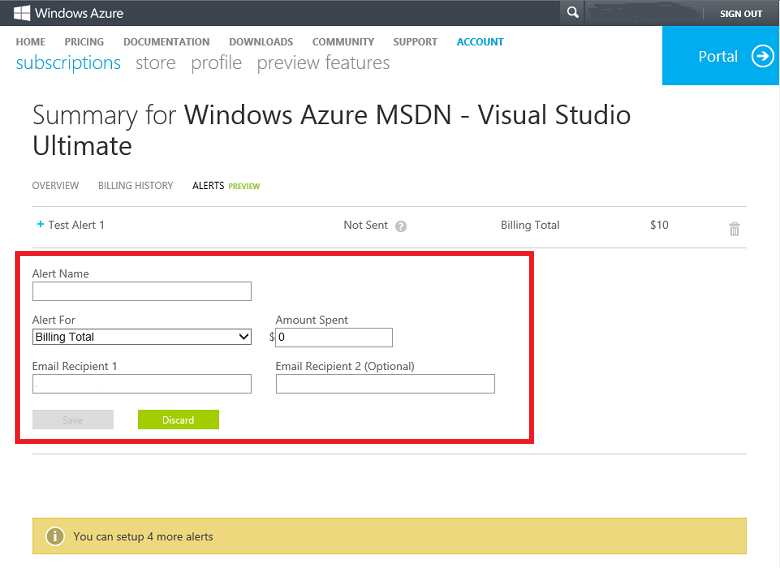 Windows Azure SIGN OUT
HOME PRICING DOCUMENTATION DOWNLOADS COMMUNITY SUPPORT ACCOUNT
subscriptions store profile preview features
Portal
Summary for Windows Azure MSDN - Visual Studio
Ultimate
OVERVIEW BILLING HISTORY ALERTS PREVIEW
+ Test Alert 1 Not Sent ? Billing Total $10
Alert Name
Alert For Amount Spent
Billing Total $ 0
Email Recipient 1 Email Recipient 2 (Optional)
Save Discard
i You can setup 4 more alerts